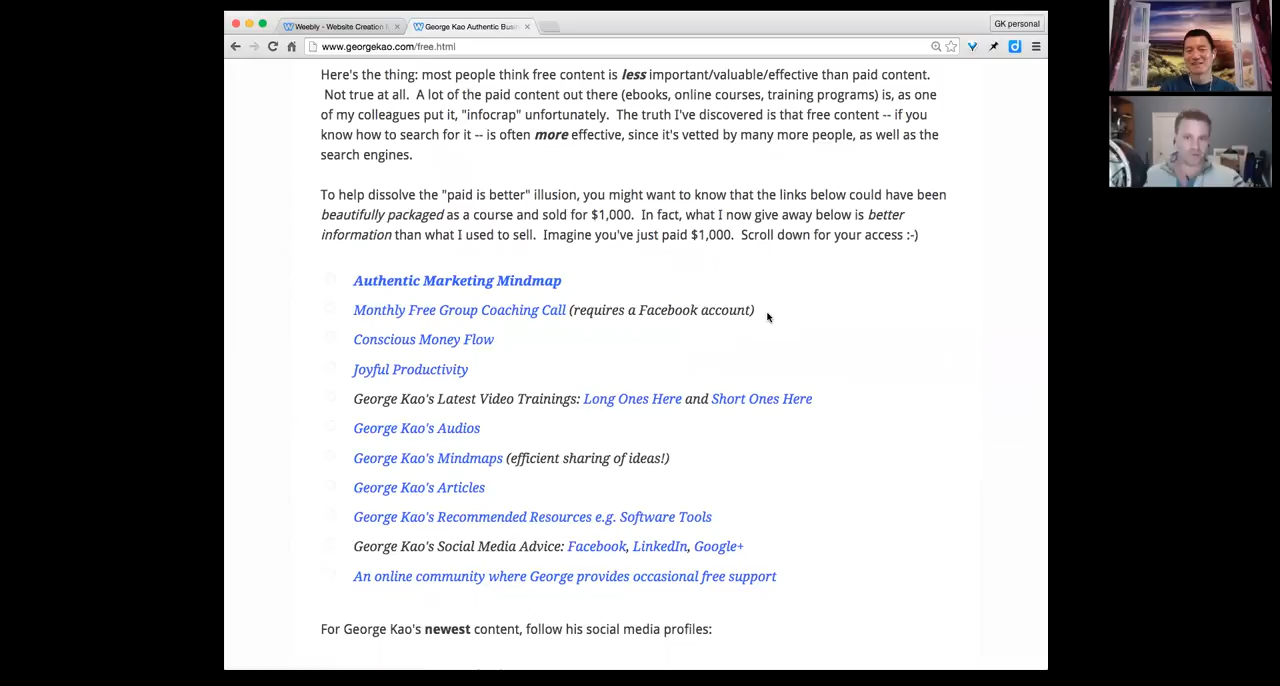 Weebly - Website Creation
George Kao Authentic Busi
GK personal
www.georgekao.com/free.html
Here's the thing: most people think free content is less important/valuable/effective than paid content.
Not true at all. A lot of the paid content out there (ebooks, online courses, training programs) is, as one
of my colleagues put it, "infocrap" unfortunately. The truth I've discovered is that free content -- if you
know how to search for it -- is often more effective, since it's vetted by many more people, as well as the
search engines.
To help dissolve the "paid is better" illusion, you might want to know that the links below could have been
beautifully packaged as a course and sold for $1,000. In fact, what I now give away below is better
information than what I used to sell. Imagine you've just paid $1,000. Scroll down for your access :-)
Authentic Marketing Mindmap
Monthly Free Group Coaching Call (requires a Facebook account)
Conscious Money Flow
Joyful Productivity
George Kao's Latest Video Trainings: Long Ones Here and Short Ones Here
George Kao's Audios
George Kao's Mindmaps (efficient sharing of ideas!)
George Kao's Articles
George Kao's Recommended Resources e.g. Software Tools
George Kao's Social Media Advice: Facebook, LinkedIn, Google+
An online community where George provides occasional free support
For George Kao's newest content, follow his social media profiles: